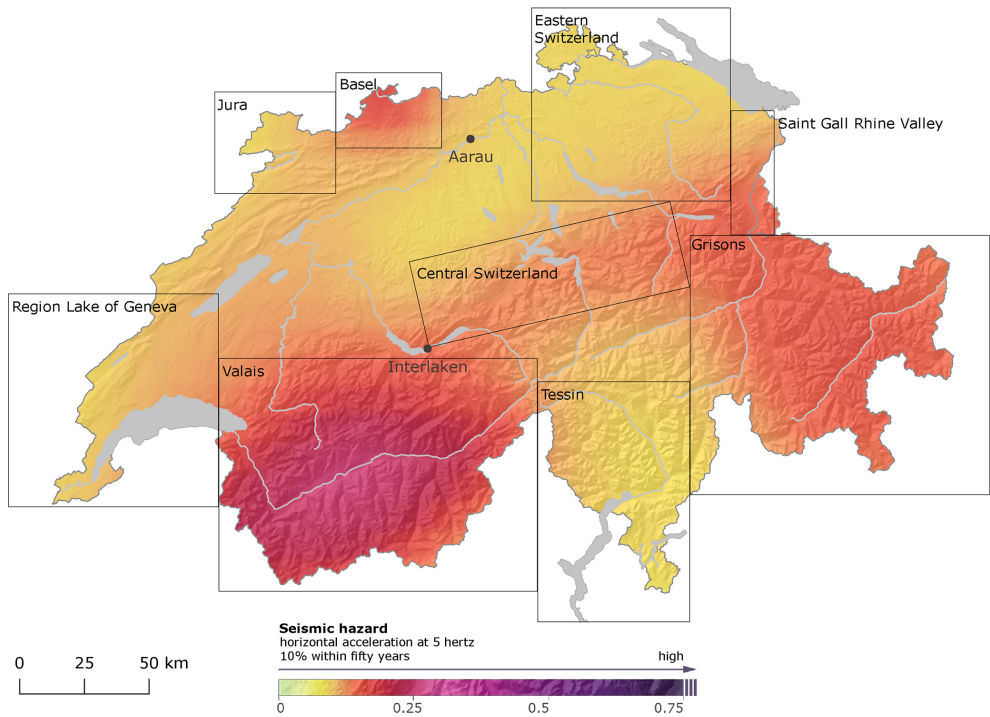 Eastern
Switzerland
Basel
Jura
Saint Gall Rhine Valley
Aarau
Grisons
Central Switzerland
Region Lake of Geneva
Interlaken
Valais
Tessin
Seismic hazard
horizontal acceleration at 5 hertz
10% within fifty years
high
0 25 50 km
0 0.25 0.5 0.75